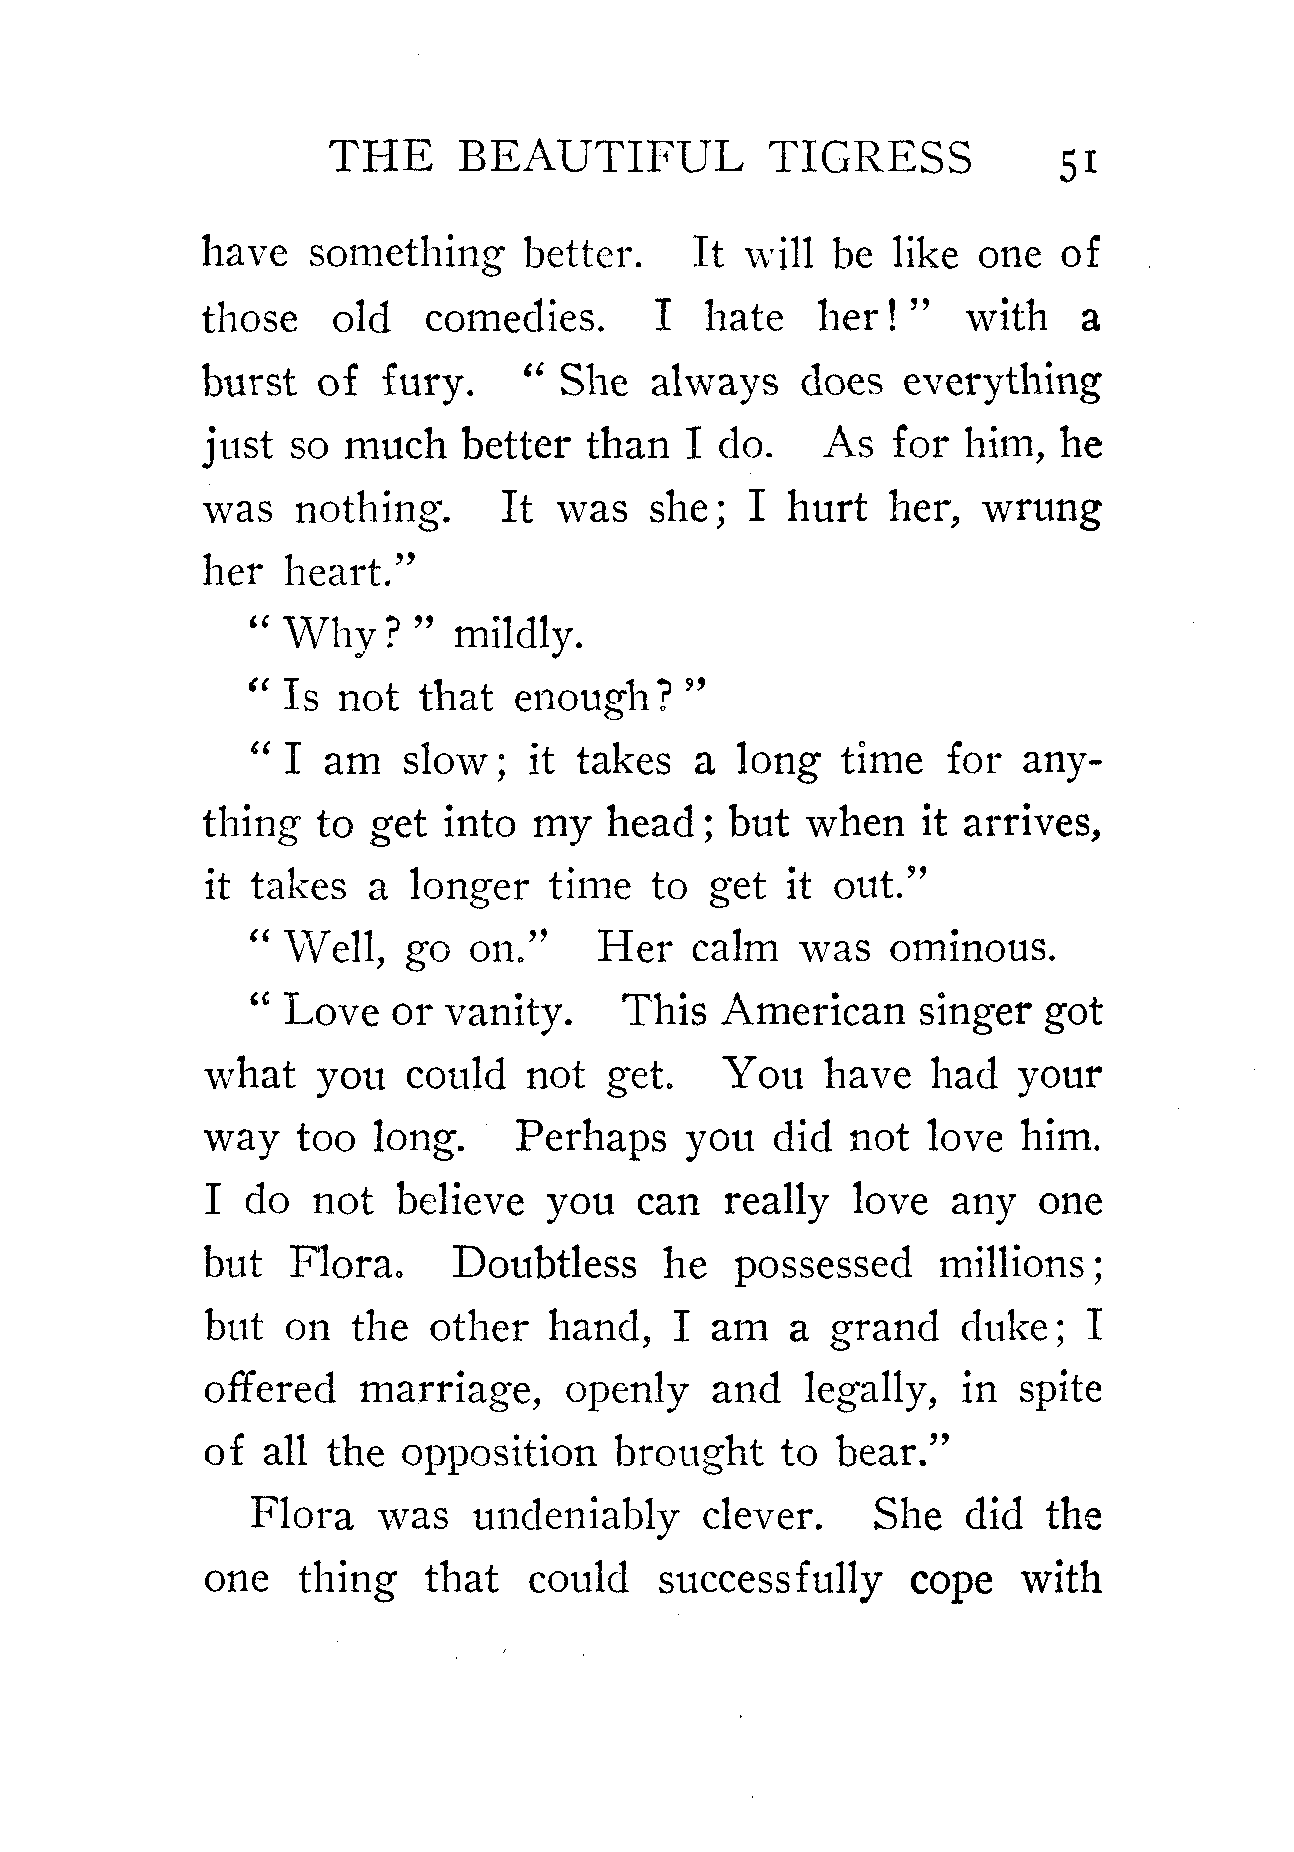 THE BEAUTIFUL TIGRESS 51
have something better. It will be like one of
those old comedies. I hate her!” with a
burst of fury. “She always does everything
just so much better than I do. As for him, he
was nothing. It was she; I hurt her, wrung
her heart.”
“Why?” mildly.
“Is not that enough?”
“I am slow; it takes a long time for any-
thing to get into my head; but when it arrives,
it takes a longer time to get it out.”
“Well, go on.” Her calm was ominous.
“Love or vanity. This American singer got
what you could not get. You have had your
way too long. Perhaps you did not love him.
I do not believe you can really love any one
but Flora. Doubtless he possessed millions;
but on the other hand, I am a grand duke; I
offered marriage, openly and legally, in spite
of all the opposition brought to bear.”
Flora was undeniably clever. She did the
one thing that could successfully cope with